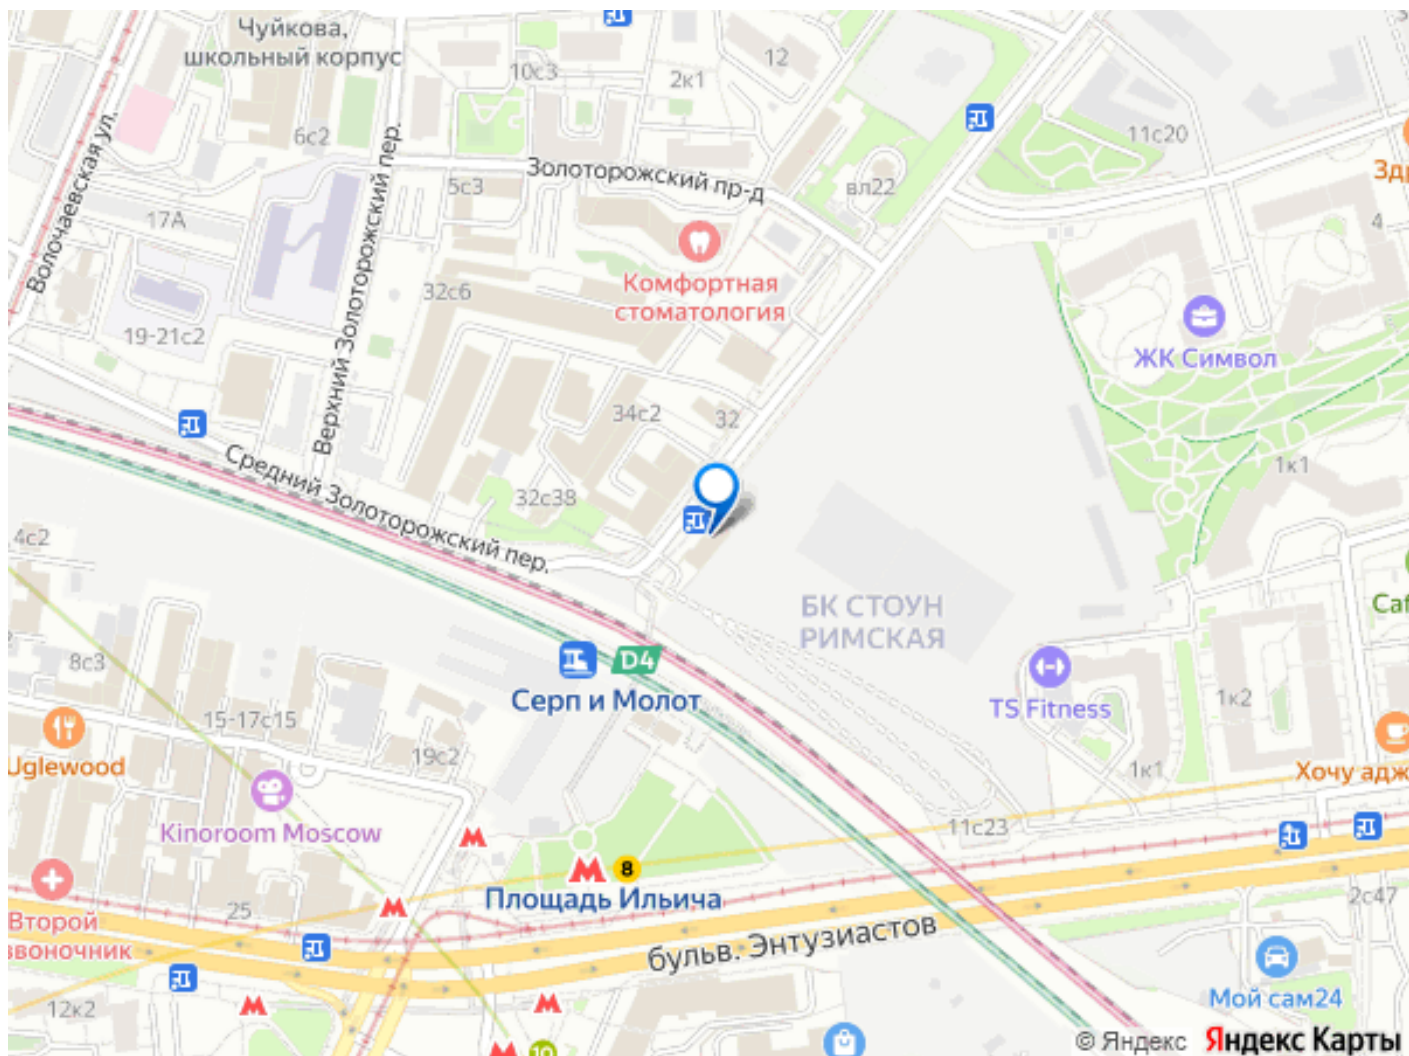 Чуйкова,
школьный корпус
12
10с3
2к1
Волочаевская ул.
6с2
11с20
Золоторожский пр-д
5с3
вл22
17А
Верхний Золоторожский пер.
4
Комфортная
стоматология
32с6
19-21с2
ЖК Символ
34с2
32
Средний Золоторожский пер.
1к1
32с38
4с2
БК СТОУН
РИМСКАЯ
D4
8с3
Серп и Молот
TS Fitness
1к2
15-17с15
19с2
Uglewood
1к1
Хочу адж
Kinoroom Moscow
11с23
8
Площадь Ильича
25
2с47
Второй
звоночник
бульв. Энтузиастов
Мой сам24
12к2
10
© Яндекс Яндекс Карты